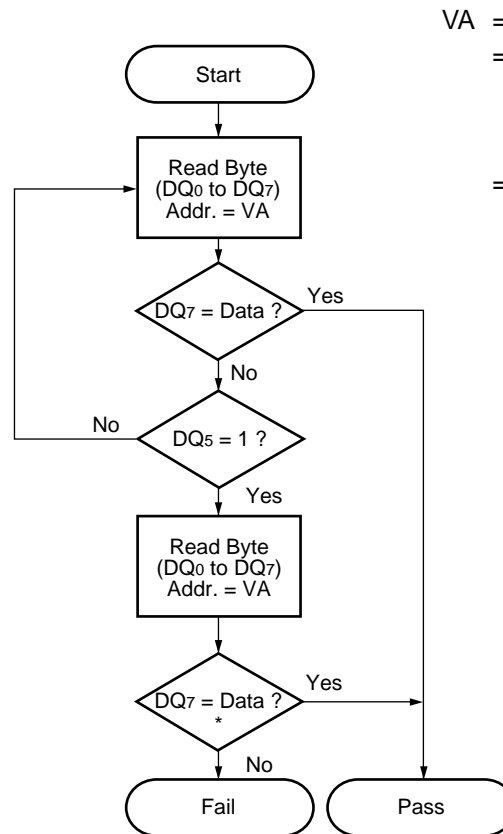 VA =
=
=
Start
Read Byte
(DQ0 to DQ7)
Addr. = VA
DQ7 = Data ?
Yes
No
DQ5 = 1 ?
No
Yes
Read Byte
(DQ0 to DQ7)
Addr. = VA
DQ7 = Data ?
*
Yes
No
Fail
Pass